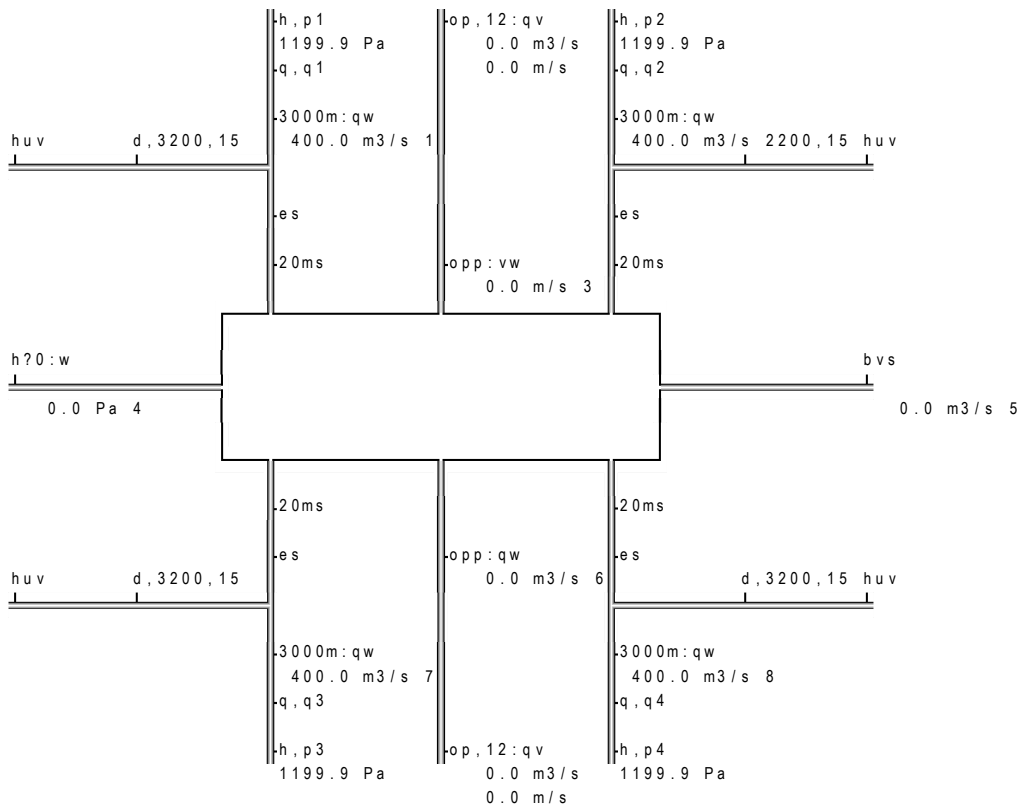 h,p1
1199.9 Pa
q,q1
3000m:qw
400.0 m3/s 1
op,12:qv
0.0 m3/s
0.0 m/s
h,p2
1199.9 Pa
q,q2
3000m:qw
400.0 m3/s 2200,15 huv
huv d,3200,15
es
20ms
opp:vw
0.0 m/s 3
es
20ms
h?0:w
0.0 Pa 4
bvs
0.0 m3/s 5
20ms
es
opp:qw
0.0 m3/s 6
20ms
es
huv d,3200,15
d,3200,15 huv
3000m:qw
400.0 m3/s 7
q,q3
h,p3
1199.9 Pa
op,12:qv
0.0 m3/s
0.0 m/s
3000m:qw
400.0 m3/s 8
q,q4
h,p4
1199.9 Pa